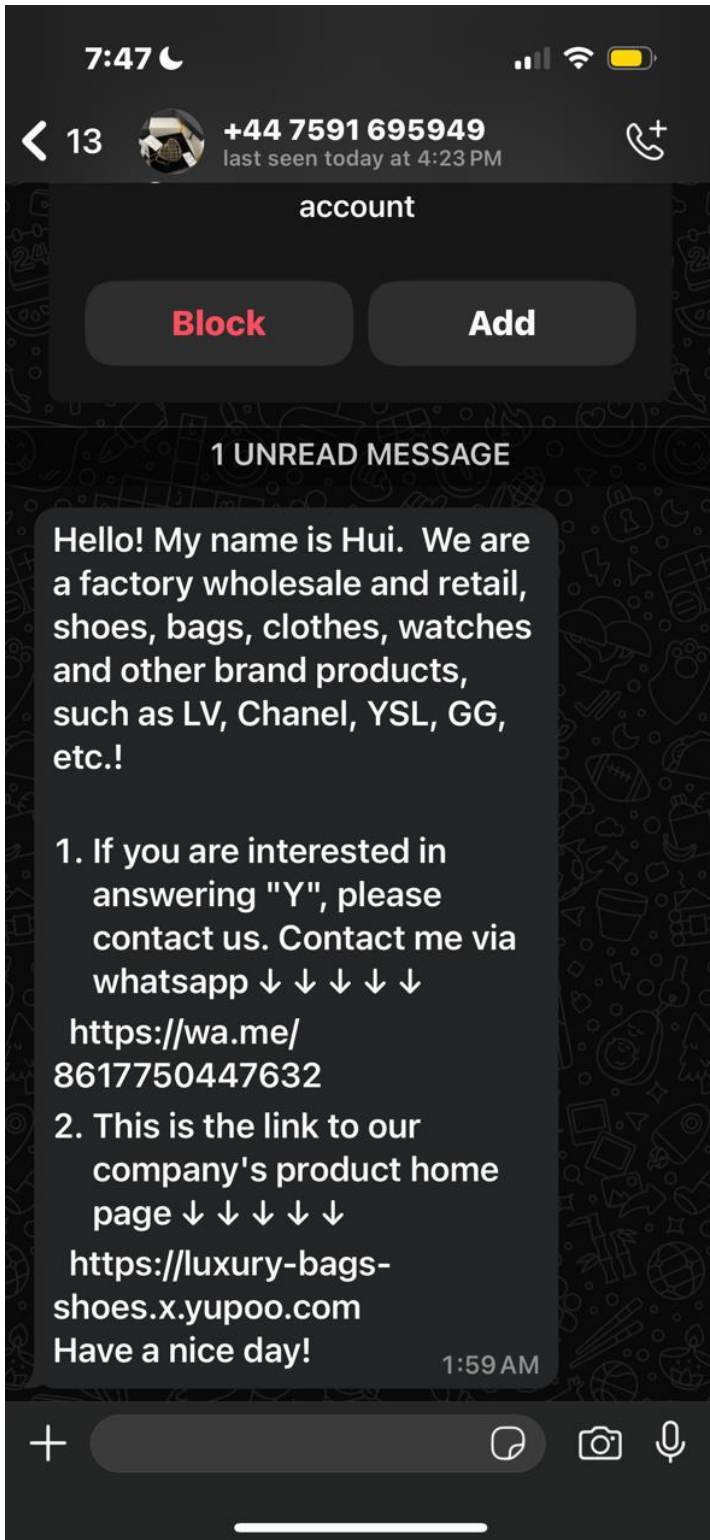 7:47
13
+44 7591 695949
last seen today at 4:23 PM
account
Block
Add
1 UNREAD MESSAGE
Hello! My name is Hui.  We are
a factory wholesale and retail,
shoes, bags, clothes, watches
and other brand products,
such as LV, Chanel, YSL, GG,
etc.!
1. If you are interested in
answering "Y", please
contact us. Contact me via
whatsapp ↓ ↓ ↓ ↓ ↓
https://wa.me/
8617750447632
2. This is the link to our
company's product home
page ↓ ↓ ↓ ↓ ↓
https://luxury-bags-
shoes.x.yupoo.com
Have a nice day!
1:59 AM